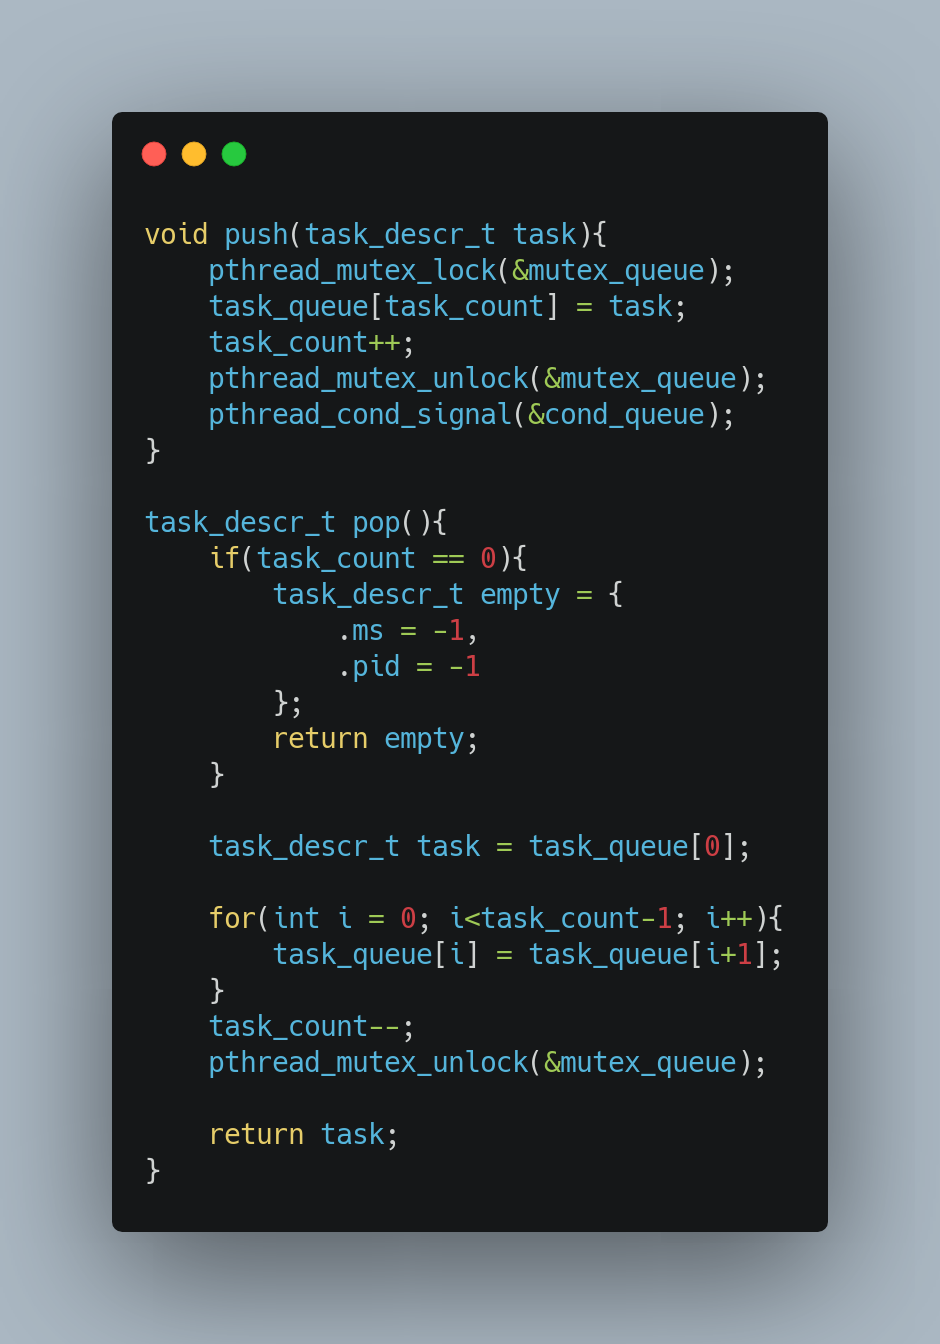 void push(task_descr_t task){
    pthread_mutex_lock(&mutex_queue);
    task_queue[task_count] = task;
    task_count++;
    pthread_mutex_unlock(&mutex_queue);
    pthread_cond_signal(&cond_queue);
}

task_descr_t pop(){
    if(task_count == 0){
        task_descr_t empty = {
            .ms = -1,
            .pid = -1
        };
        return empty;
    }

    task_descr_t task = task_queue[0];

    for(int i = 0; i<task_count-1; i++){
        task_queue[i] = task_queue[i+1];
    }
    task_count--;
    pthread_mutex_unlock(&mutex_queue);

    return task;
}